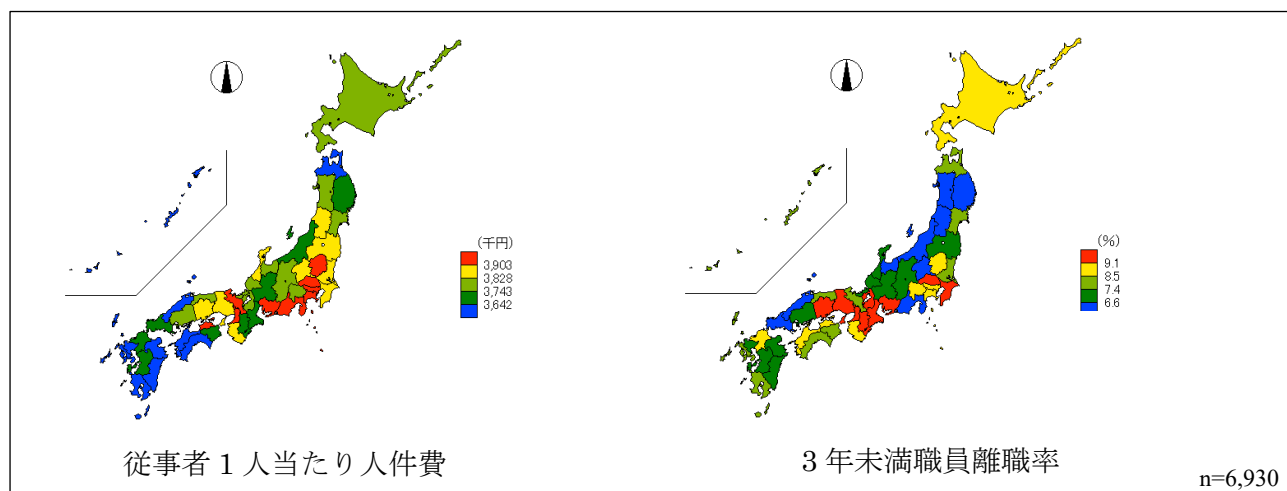 (千円)
3,903
3,828
3,743
3,642
従事者1人当たり人件費
(%)
9.1
8.5
7.4
6.6
3年未満職員離職率
n=6,930